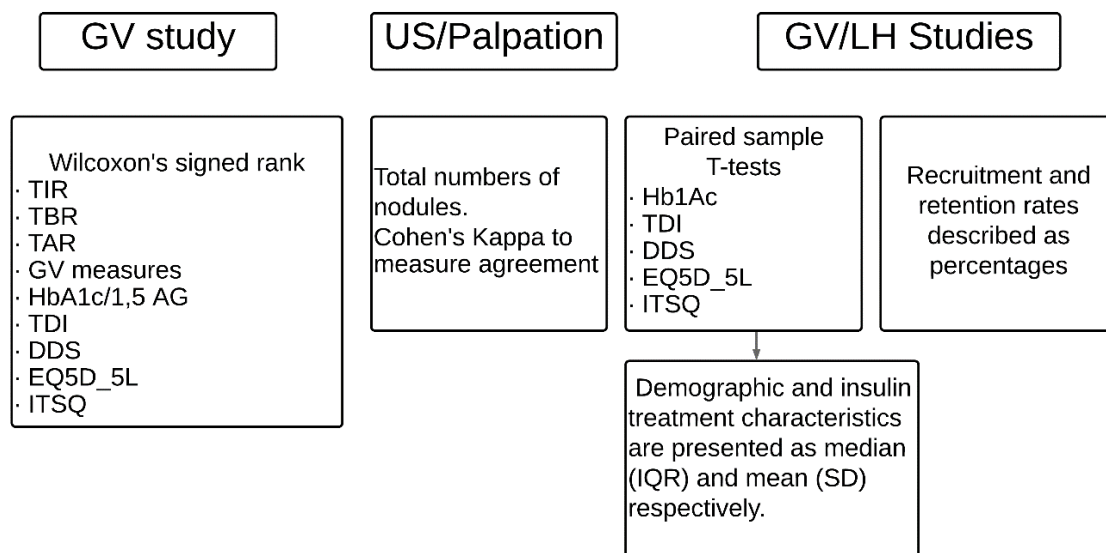 GV study
US/Palpation
GV/LH Studies
Wilcoxon's signed rank
· TIR
· TBR
· TAR
· GV measures
· HbA1c/1,5 AG
· TDI
· DDS
· EQ5D_5L
· ITSQ
Total numbers of
nodules.
Cohen's Kappa to
measure agreement
Paired sample
T-tests
· Hb1Ac
· TDI
· DDS
· EQ5D_5L
· ITSQ
Recruitment and
retention rates
described as
percentages
Demographic and insulin
treatment characteristics
are presented as median
(IQR) and mean (SD)
respectively.